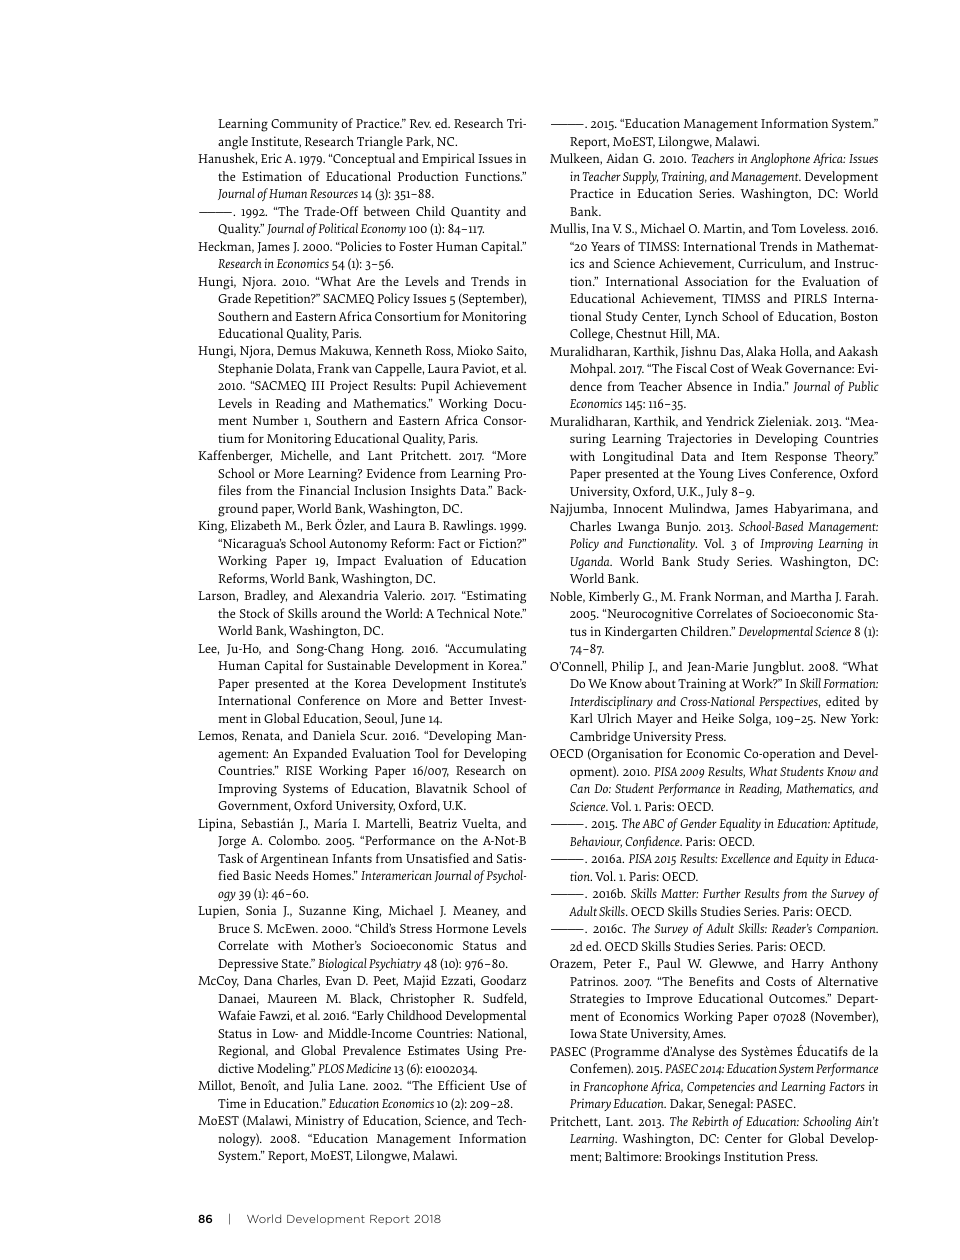 Learning Community of Practice.” Rev. ed. Research Tri-
angle Institute, Research Triangle Park, NC.
Hanushek, Eric A. 1979. “Conceptual and Empirical Issues in
the Estimation of Educational Production Functions.”
Journal of Human Resources 14 (3): 351–88.
———. 1992. “The Trade-Off between Child Quantity and
Quality.” Journal of Political Economy 100 (1): 84–117.
Heckman, James J. 2000. “Policies to Foster Human Capital.”
Research in Economics 54 (1): 3–56.
Hungi, Njora. 2010. “What Are the Levels and Trends in
Grade Repetition?” SACMEQ Policy Issues 5 (September),
Southern and Eastern Africa Consortium for Monitoring
Educational Quality, Paris.
Hungi, Njora, Demus Makuwa, Kenneth Ross, Mioko Saito,
Stephanie Dolata, Frank van Cappelle, Laura Paviot, et al.
2010. “SACMEQ III Project Results: Pupil Achievement
Levels in Reading and Mathematics.” Working Docu-
ment Number 1, Southern and Eastern Africa Consor-
tium for Monitoring Educational Quality, Paris.
Kaffenberger, Michelle, and Lant Pritchett. 2017. “More
School or More Learning? Evidence from Learning Pro-
files from the Financial Inclusion Insights Data.” Back-
ground paper, World Bank, Washington, DC.
King, Elizabeth M., Berk Özler, and Laura B. Rawlings. 1999.
“Nicaragua’s School Autonomy Reform: Fact or Fiction?”
Working Paper 19, Impact Evaluation of Education
Reforms, World Bank, Washington, DC.
Larson, Bradley, and Alexandria Valerio. 2017. “Estimating
the Stock of Skills around the World: A Technical Note.”
World Bank, Washington, DC.
Lee, Ju-Ho, and Song-Chang Hong. 2016. “Accumulating
Human Capital for Sustainable Development in Korea.”
Paper presented at the Korea Development Institute’s
International Conference on More and Better Invest-
ment in Global Education, Seoul, June 14.
Lemos, Renata, and Daniela Scur. 2016. “Developing Man-
agement: An Expanded Evaluation Tool for Developing
Countries.” RISE Working Paper 16/007, Research on
Improving Systems of Education, Blavatnik School of
Government, Oxford University, Oxford, U.K.
Lipina, Sebastián J., María I. Martelli, Beatriz Vuelta, and
Jorge A. Colombo. 2005. “Performance on the A-Not-B
Task of Argentinean Infants from Unsatisfied and Satis-
fied Basic Needs Homes.” Interamerican Journal of Psychol-
ogy 39 (1): 46–60.
Lupien, Sonia J., Suzanne King, Michael J. Meaney, and
Bruce S. McEwen. 2000. “Child’s Stress Hormone Levels
Correlate with Mother’s Socioeconomic Status and
Depressive State.” Biological Psychiatry 48 (10): 976–80.
McCoy, Dana Charles, Evan D. Peet, Majid Ezzati, Goodarz
Danaei, Maureen M. Black, Christopher R. Sudfeld,
Wafaie Fawzi, et al. 2016. “Early Childhood Developmental
Status in Low- and Middle-Income Countries: National,
Regional, and Global Prevalence Estimates Using Pre-
dictive Modeling.” PLOS Medicine 13 (6): e1002034.
Millot, Benoît, and Julia Lane. 2002. “The Efficient Use of
Time in Education.” Education Economics 10 (2): 209–28.
MoEST (Malawi, Ministry of Education, Science, and Tech-
nology). 2008. “Education Management Information
System.” Report, MoEST, Lilongwe, Malawi.
———. 2015. “Education Management Information System.”
Report, MoEST, Lilongwe, Malawi.
Mulkeen, Aidan G. 2010. Teachers in Anglophone Africa: Issues
in Teacher Supply, Training, and Management. Development
Practice in Education Series. Washington, DC: World
Bank.
Mullis, Ina V. S., Michael O. Martin, and Tom Loveless. 2016.
“20 Years of TIMSS: International Trends in Mathemat-
ics and Science Achievement, Curriculum, and Instruc-
tion.” International Association for the Evaluation of
Educational Achievement, TIMSS and PIRLS Interna-
tional Study Center, Lynch School of Education, Boston
College, Chestnut Hill, MA.
Muralidharan, Karthik, Jishnu Das, Alaka Holla, and Aakash
Mohpal. 2017. “The Fiscal Cost of Weak Governance: Evi-
dence from Teacher Absence in India.” Journal of Public
Economics 145: 116–35.
Muralidharan, Karthik, and Yendrick Zieleniak. 2013. “Mea-
suring Learning Trajectories in Developing Countries
with Longitudinal Data and Item Response Theory.”
Paper presented at the Young Lives Conference, Oxford
University, Oxford, U.K., July 8–9.
Najjumba, Innocent Mulindwa, James Habyarimana, and
Charles Lwanga Bunjo. 2013. School-Based Management:
Policy and Functionality. Vol. 3 of Improving Learning in
Uganda. World Bank Study Series. Washington, DC:
World Bank.
Noble, Kimberly G., M. Frank Norman, and Martha J. Farah.
2005. “Neurocognitive Correlates of Socioeconomic Sta-
tus in Kindergarten Children.” Developmental Science 8 (1):
74–87.
O’Connell, Philip J., and Jean-Marie Jungblut. 2008. “What
Do We Know about Training at Work?” In Skill Formation:
Interdisciplinary and Cross-National Perspectives, edited by
Karl Ulrich Mayer and Heike Solga, 109–25. New York:
Cambridge University Press.
OECD (Organisation for Economic Co-operation and Devel-
opment). 2010. PISA 2009 Results, What Students Know and
Can Do: Student Performance in Reading, Mathematics, and
Science. Vol. 1. Paris: OECD.
———. 2015. The ABC of Gender Equality in Education: Aptitude,
Behaviour, Confidence. Paris: OECD.
———. 2016a. PISA 2015 Results: Excellence and Equity in Educa-
tion. Vol. 1. Paris: OECD.
———. 2016b. Skills Matter: Further Results from the Survey of
Adult Skills. OECD Skills Studies Series. Paris: OECD.
———. 2016c. The Survey of Adult Skills: Reader’s Companion.
2d ed. OECD Skills Studies Series. Paris: OECD.
Orazem, Peter F., Paul W. Glewwe, and Harry Anthony
Patrinos. 2007. “The Benefits and Costs of Alternative
Strategies to Improve Educational Outcomes.” Depart-
ment of Economics Working Paper 07028 (November),
Iowa State University, Ames.
PASEC (Programme d’Analyse des Systèmes Éducatifs de la
Confemen). 2015. PASEC 2014: Education System Performance
in Francophone Africa, Competencies and Learning Factors in
Primary Education. Dakar, Senegal: PASEC.
Pritchett, Lant. 2013. The Rebirth of Education: Schooling Ain’t
Learning. Washington, DC: Center for Global Develop-
ment; Baltimore: Brookings Institution Press.
86 | World Development Report 2018